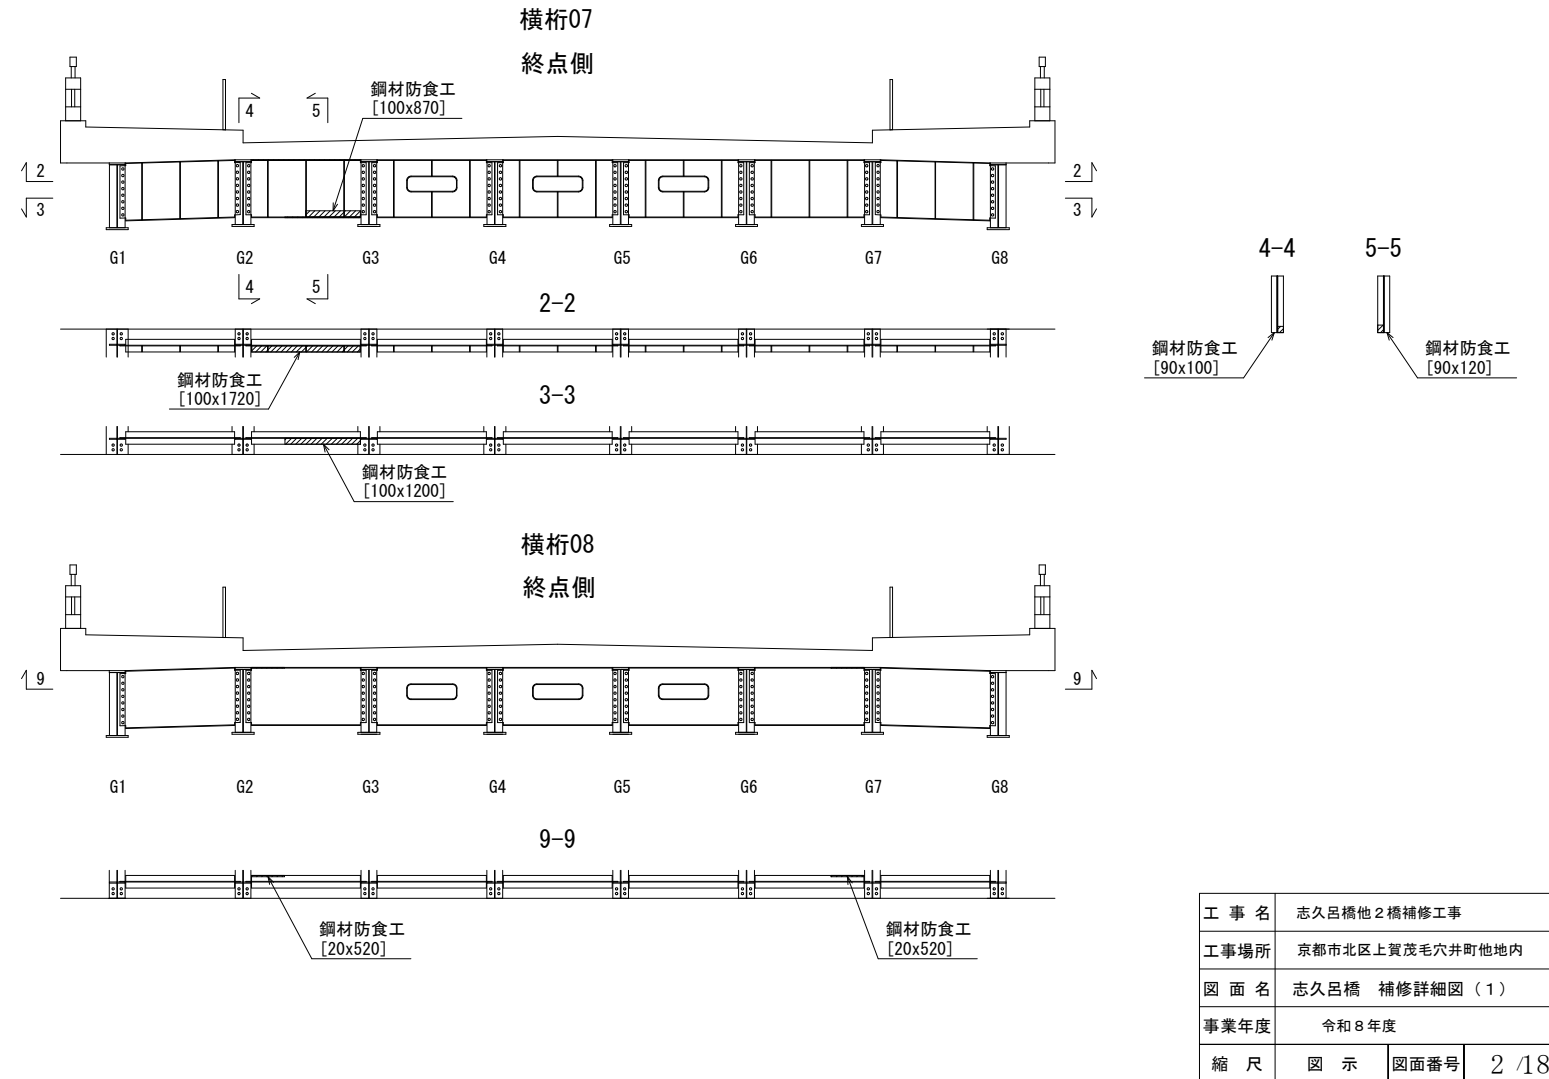 横桁07
終点側
鋼材防食工
[100x870]
4
5
2
3
2
3
G1
G2
G3
G4
G5
G6
G7
G8
4
5
4-4
5-5
2-2
鋼材防食工
[90x100]
鋼材防食工
[90x120]
鋼材防食工
[100x1720]
3-3
鋼材防食工
[100x1200]
横桁08
終点側
9
9
G1
G2
G3
G4
G5
G6
G7
G8
9-9
鋼材防食工
[20x520]
鋼材防食工
[20x520]
工事名 志久呂橋他2橋補修工事
工事場所 京都市北区上賀茂毛穴井町他地内
図面名 志久呂橋 補修詳細図（1）
事業年度 令和8年度
縮尺 図示 図面番号 2/18